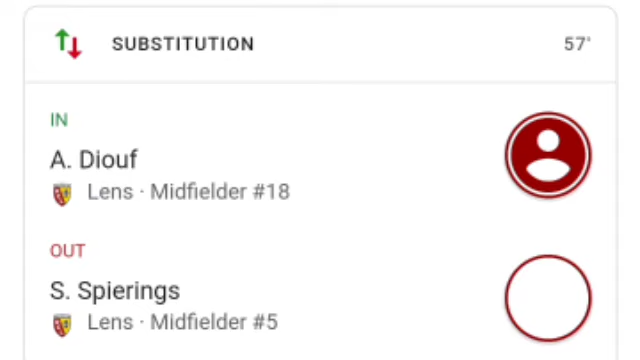 SUBSTITUTION 57'
IN
A. Diouf
Lens · Midfielder #18
OUT
S. Spierings
Lens · Midfielder #5